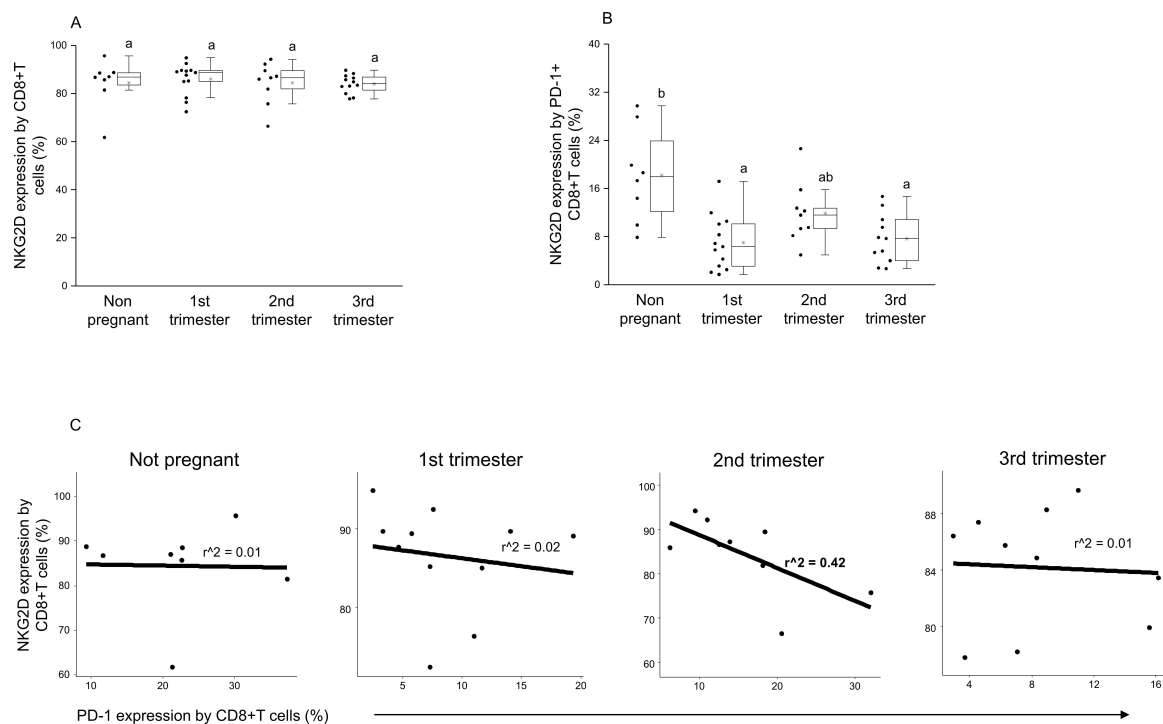 A
NKG2D expression by CD8+T
cells (%)
100
80
60
40
20
0
a
a
a
a
Non
pregnant
1st
trimester
2nd
trimester
3rd
trimester
B
NKG2D expression by PD-1+
CD8+T cells (%)
40
32
24
16
8
0
b
a
ab
a
Non
pregnant
1st
trimester
2nd
trimester
3rd
trimester
C
NKG2D expression by
CD8+T cells (%)
Not pregnant
100
90
80
70
60
r^2 = 0.01
10
20
30
1st trimester
90
80
r^2 = 0.02
5
10
15
20
2nd trimester
100
90
80
70
60
r^2 = 0.42
10
20
30
3rd trimester
88
84
80
r^2 = 0.01
4
8
12
16
PD-1 expression by CD8+T cells (%)